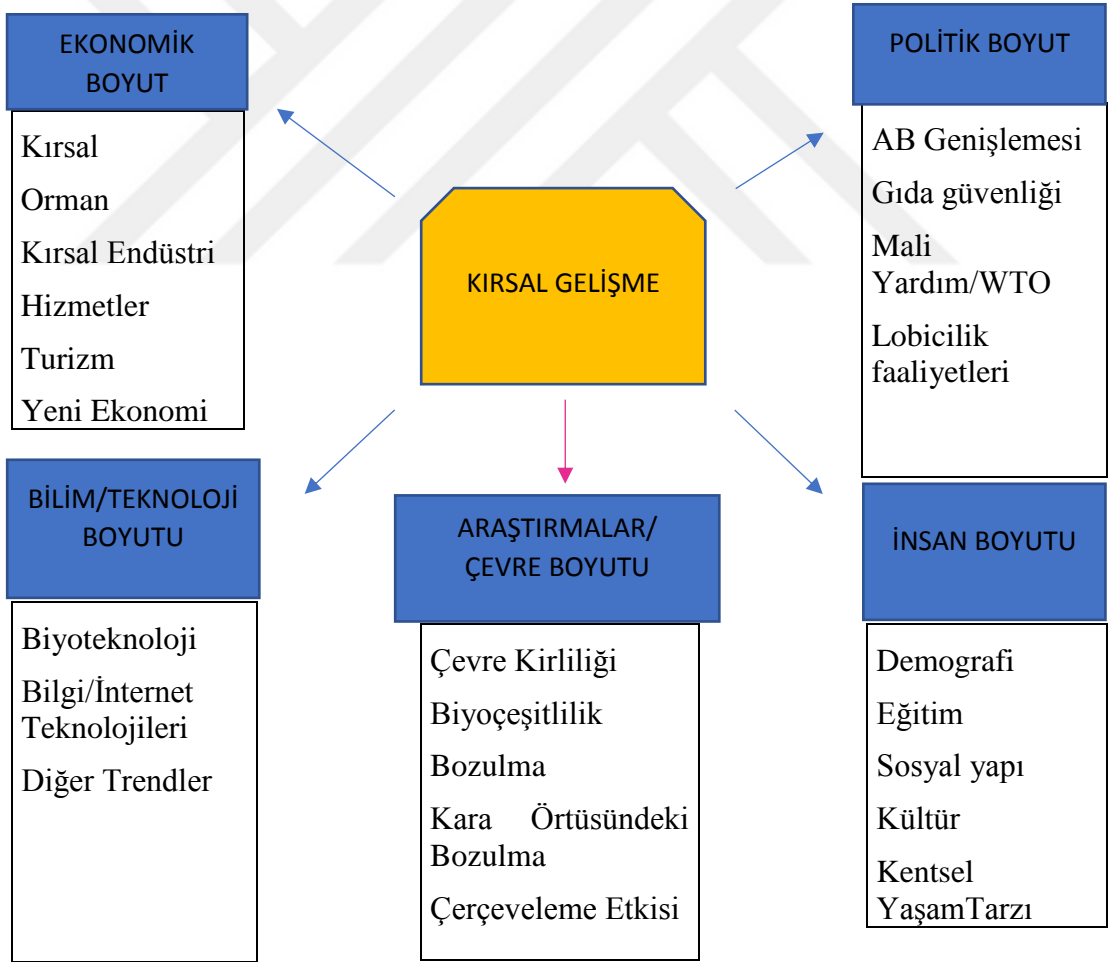 EKONOMİK
BOYUT
Kırsal
Orman
Kırsal Endüstri
Hizmetler
Turizm
Yeni Ekonomi
POLİTİK BOYUT
AB Genişlemesi
Gıda güvenliği
Mali
Yardım/WTO
Lobicilik
faaliyetleri
KIRSAL GELİŞME
BİLİM/TEKNOLOJİ
BOYUTU
Biyoteknoloji
Bilgi/İnternet
Teknolojileri
Diğer Trendler
ARAŞTIRMALAR/
ÇEVRE BOYUTU
Çevre Kirliliği
Biyoçeşitlilik
Bozulma
Kara Örtüsündeki
Bozulma
Çerçeveleme Etkisi
İNSAN BOYUTU
Demografi
Eğitim
Sosyal yapı
Kültür
Kentsel
YaşamTarzı